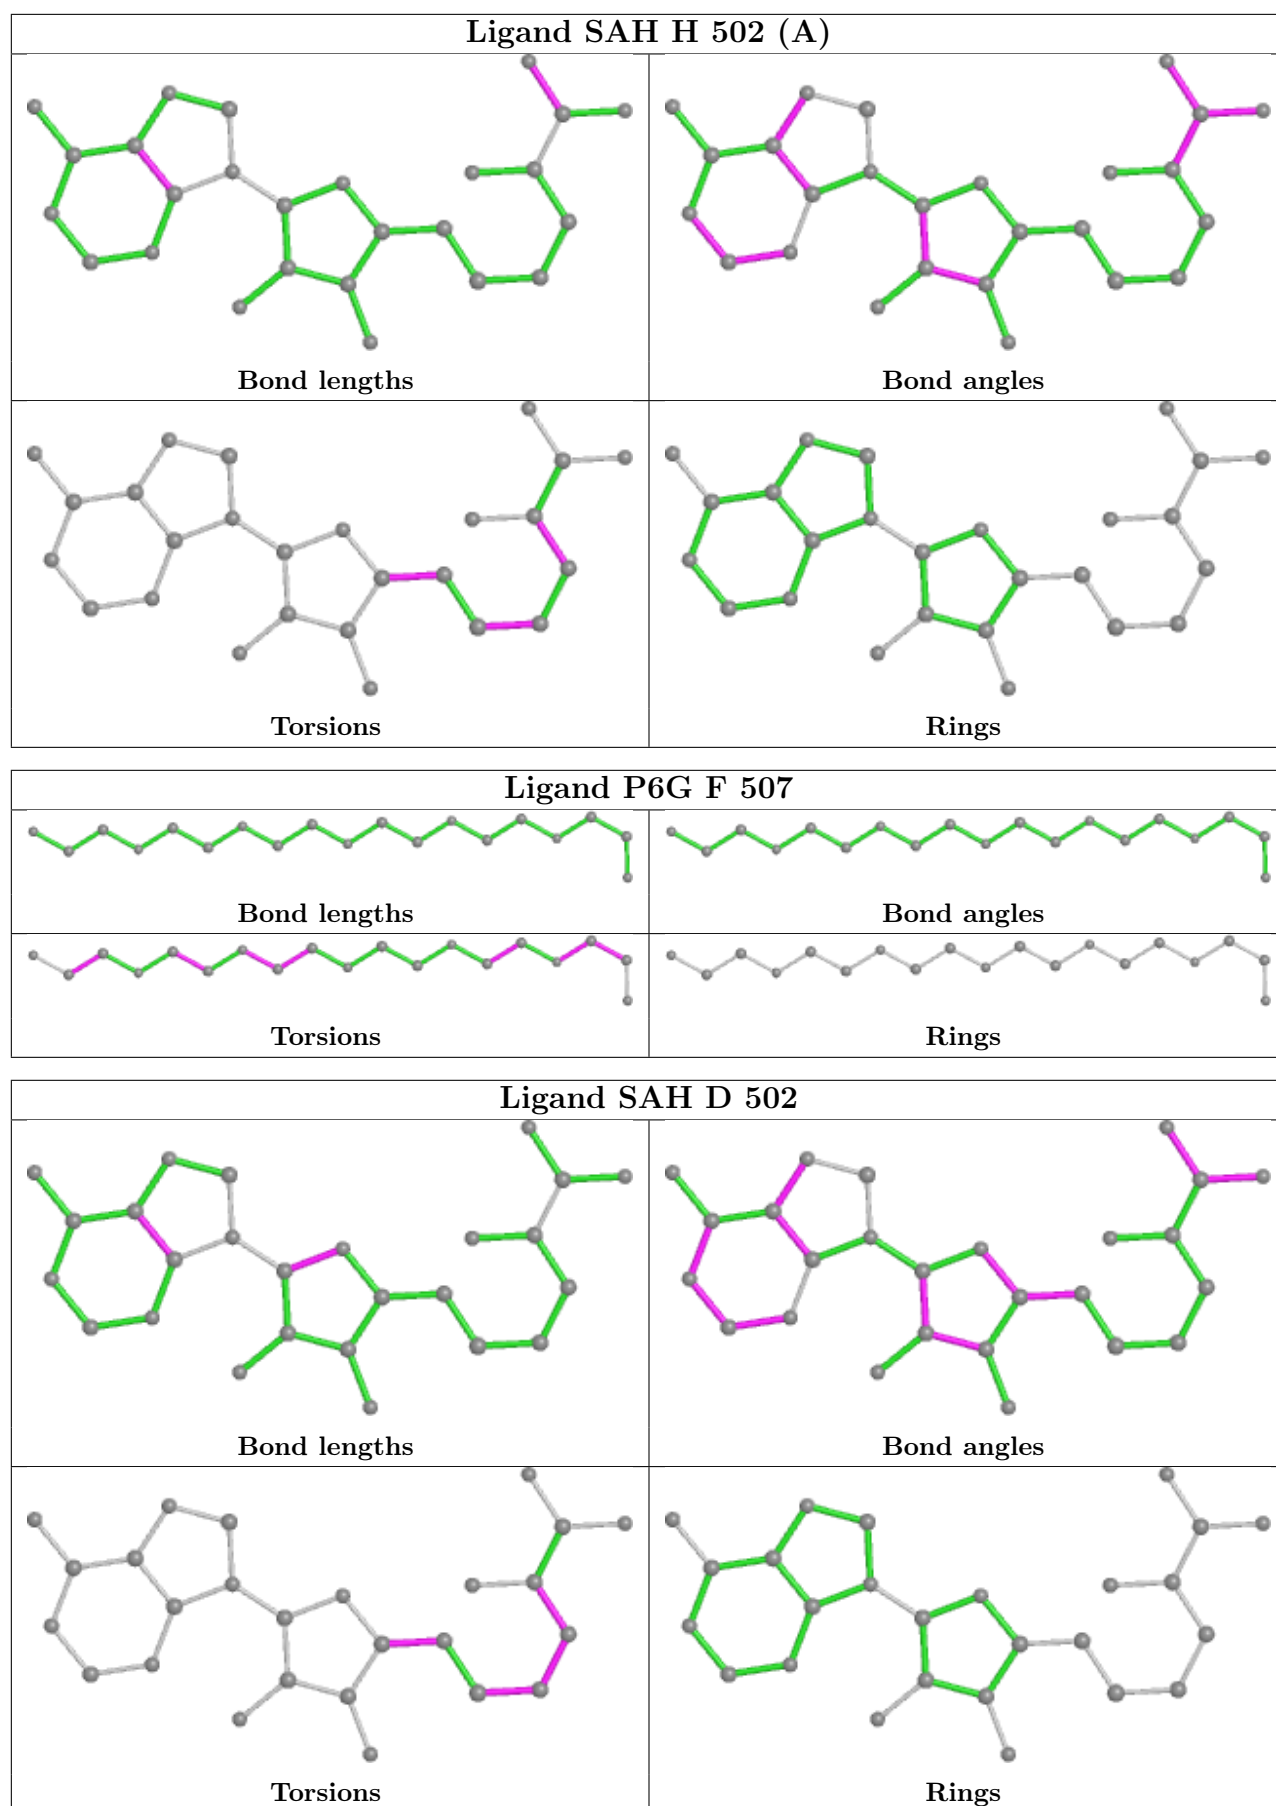 Ligand SAH H 502 (A)
Bond lengths
Bond angles
Torsions
Rings
Ligand P6G F 507
Bond lengths
Bond angles
Torsions
Rings
Ligand SAH D 502
Bond lengths
Bond angles
Torsions
Rings